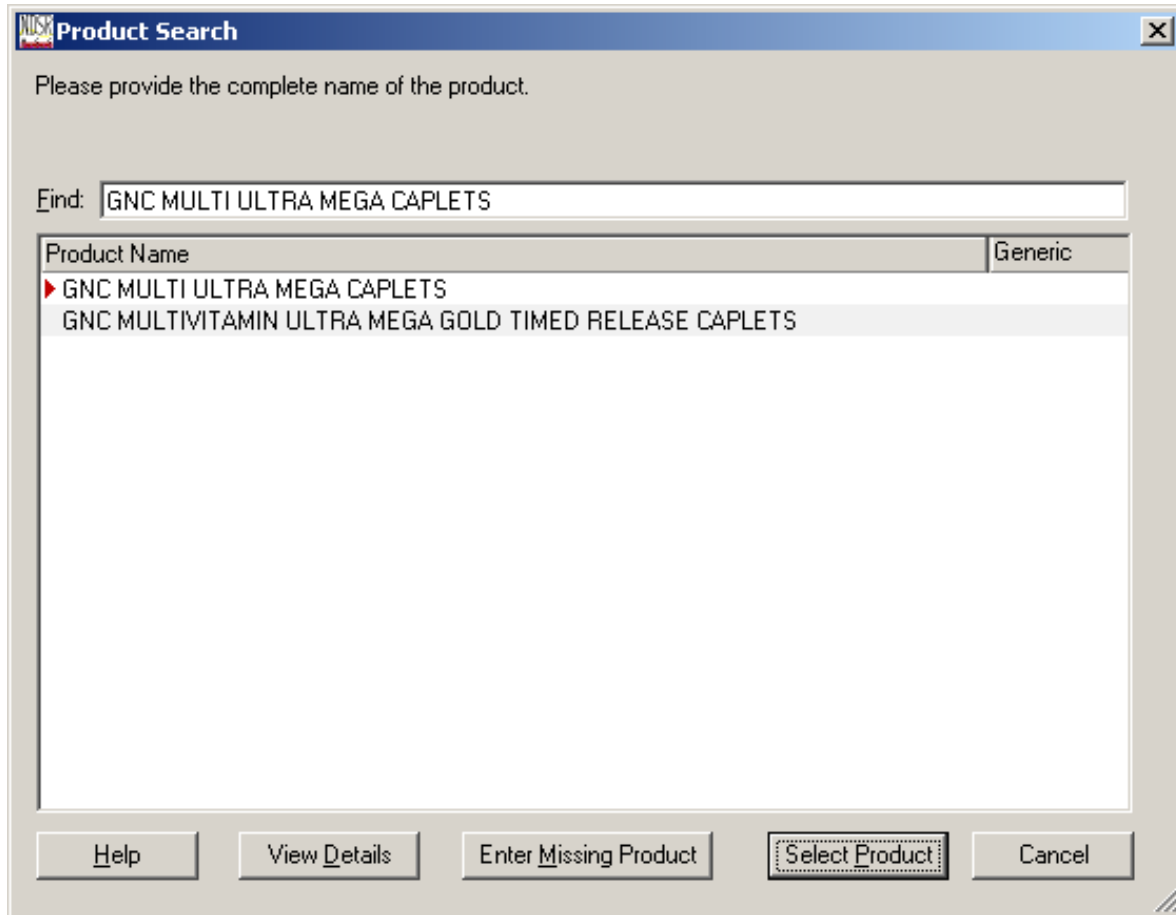 Product Search
Please provide the complete name of the product.
Find: GNC MULTI ULTRA MEGA CAPLETS
Product Name Generic
GNC MULTI ULTRA MEGA CAPLETS
GNC MULTIVITAMIN ULTRA MEGA GOLD TIMED RELEASE CAPLETS
Help View Details Enter Missing Product Select Product Cancel